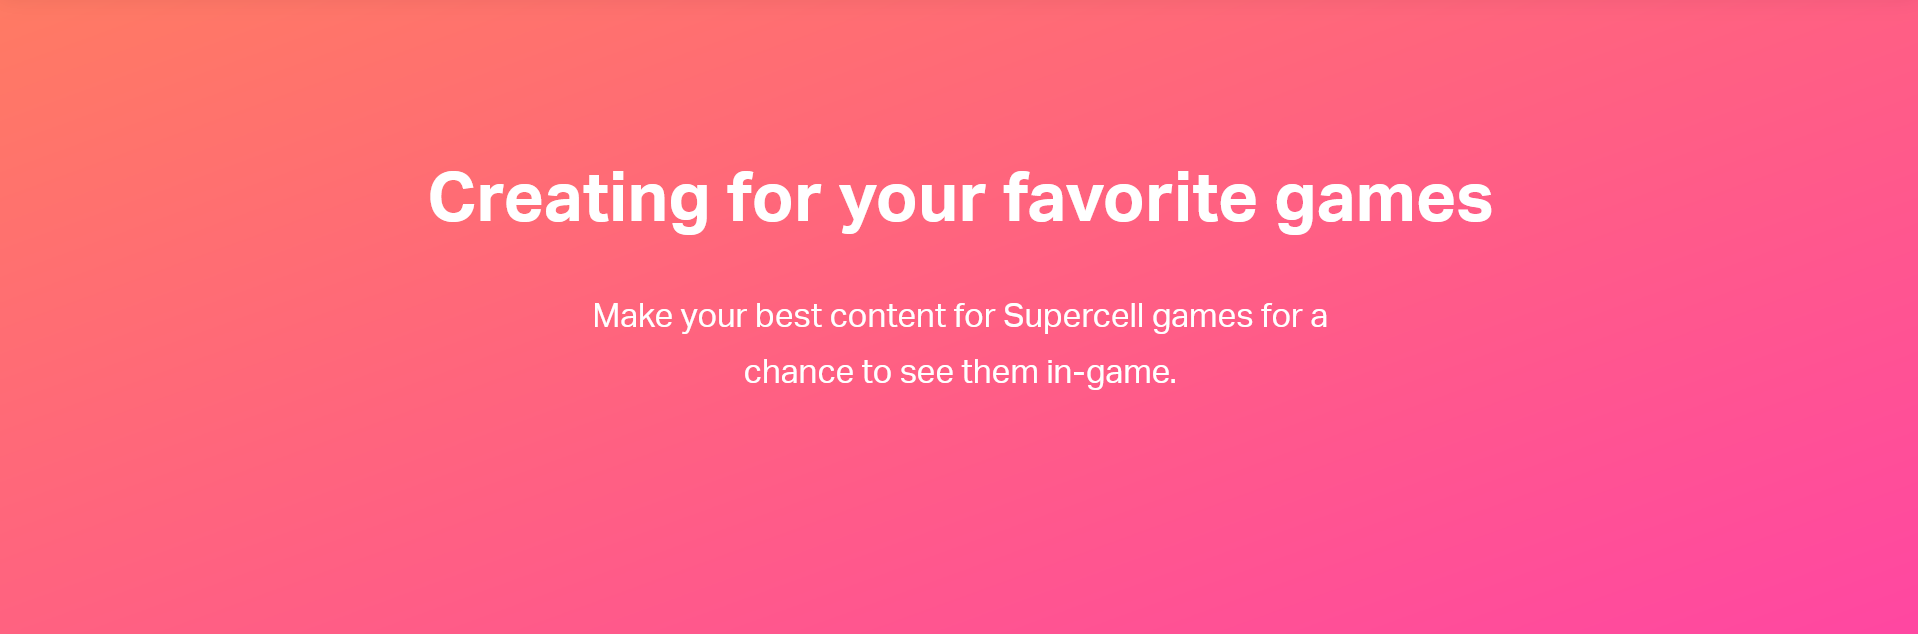 Creating for your favorite games
Make your best content for Supercell games for a
chance to see them in-game.